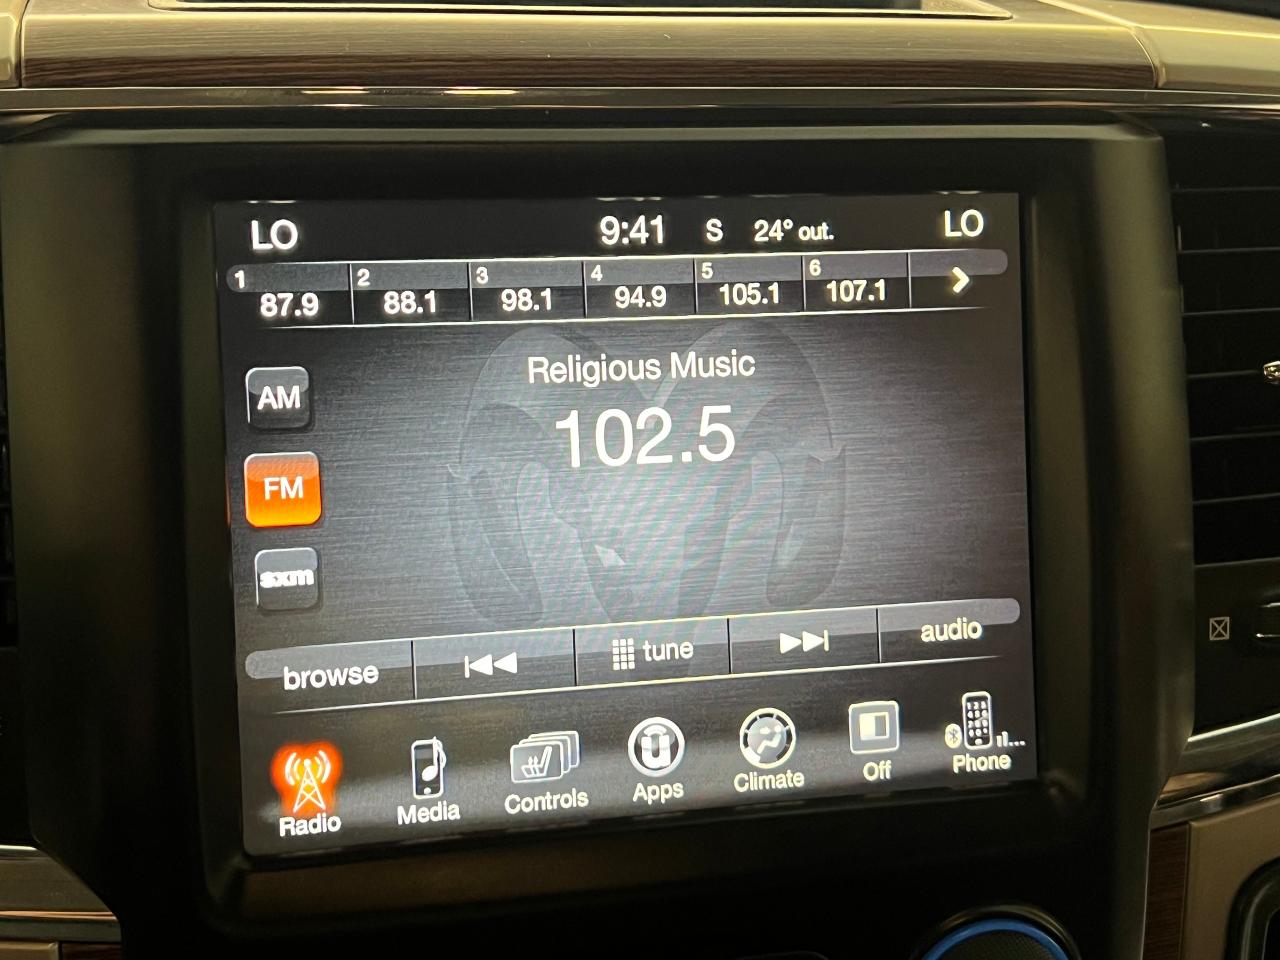 LO 9:41 S 24° out. LO
1 2 3 4 5 6
87.9 88.1 98.1 94.9 105.1 107.1
Religious Music
102.5
AM
FM
sxm
browse tune audio
Radio Media Controls Apps Climate Off Phone